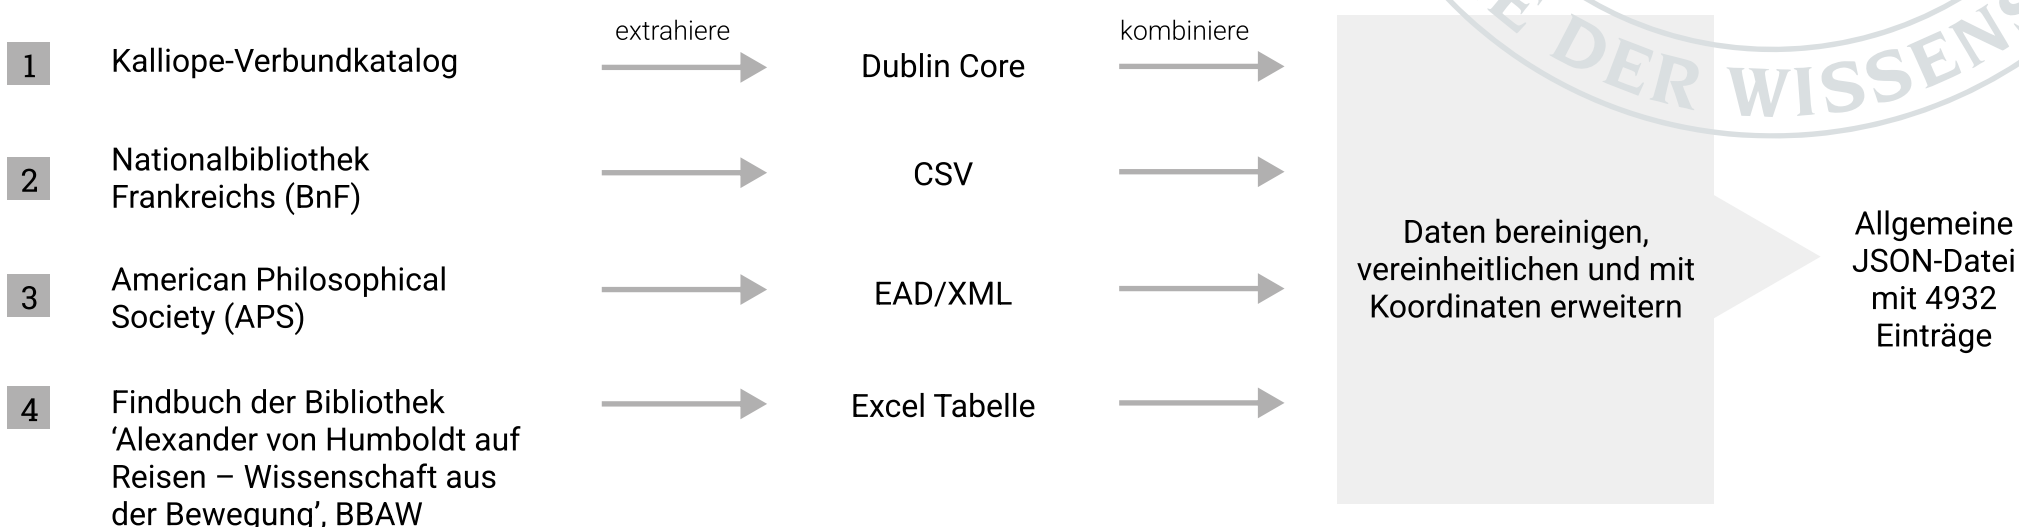 extrahiere
kombiniere
1
Kalliope-Verbundkatalog
Dublin Core
2
Nationalbibliothek
Frankreichs (BnF)
CSV
3
American Philosophical
Society (APS)
EAD/XML
4
Findbuch der Bibliothek
‘Alexander von Humboldt auf
Reisen – Wissenschaft aus
der Bewegung’, BBAW
Excel Tabelle
Daten bereinigen,
vereinheitlichen und mit
Koordinaten erweitern
Allgemeine
JSON-Datei
mit 4932
Einträge
DER